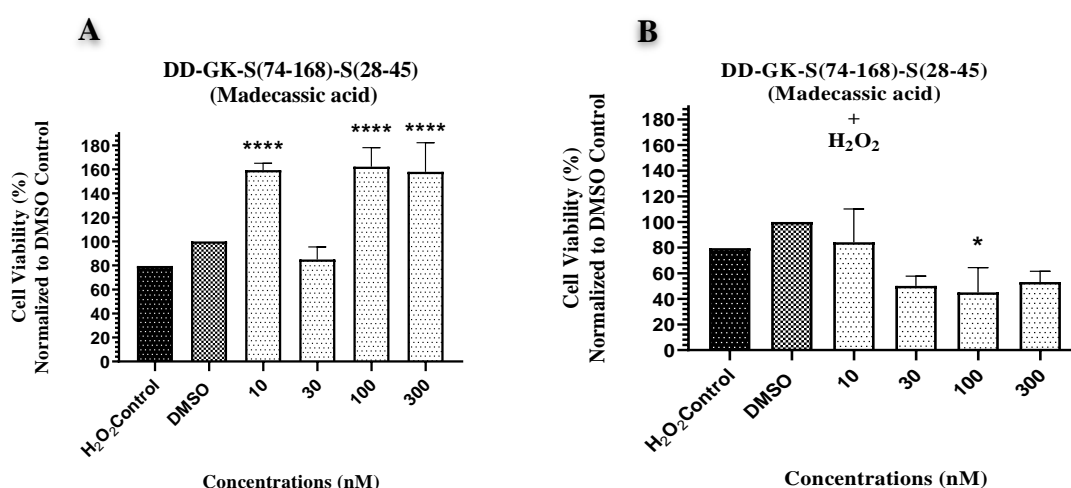 A
DD-GK-S(74-168)-S(28-45)
(Madecassic acid)
Cell Viability (%)
Normalized to DMSO Control
180
160
140
120
100
80
60
40
20
0
****
****
****
H₂O₂Control
DMSO
10
30
100
300
Concentrations (nM)
B
DD-GK-S(74-168)-S(28-45)
(Madecassic acid)
+
H₂O₂
Cell Viability (%)
Normalized to DMSO Control
180
160
140
120
100
80
60
40
20
0
*
H₂O₂Control
DMSO
10
30
100
300
Concentrations (nM)